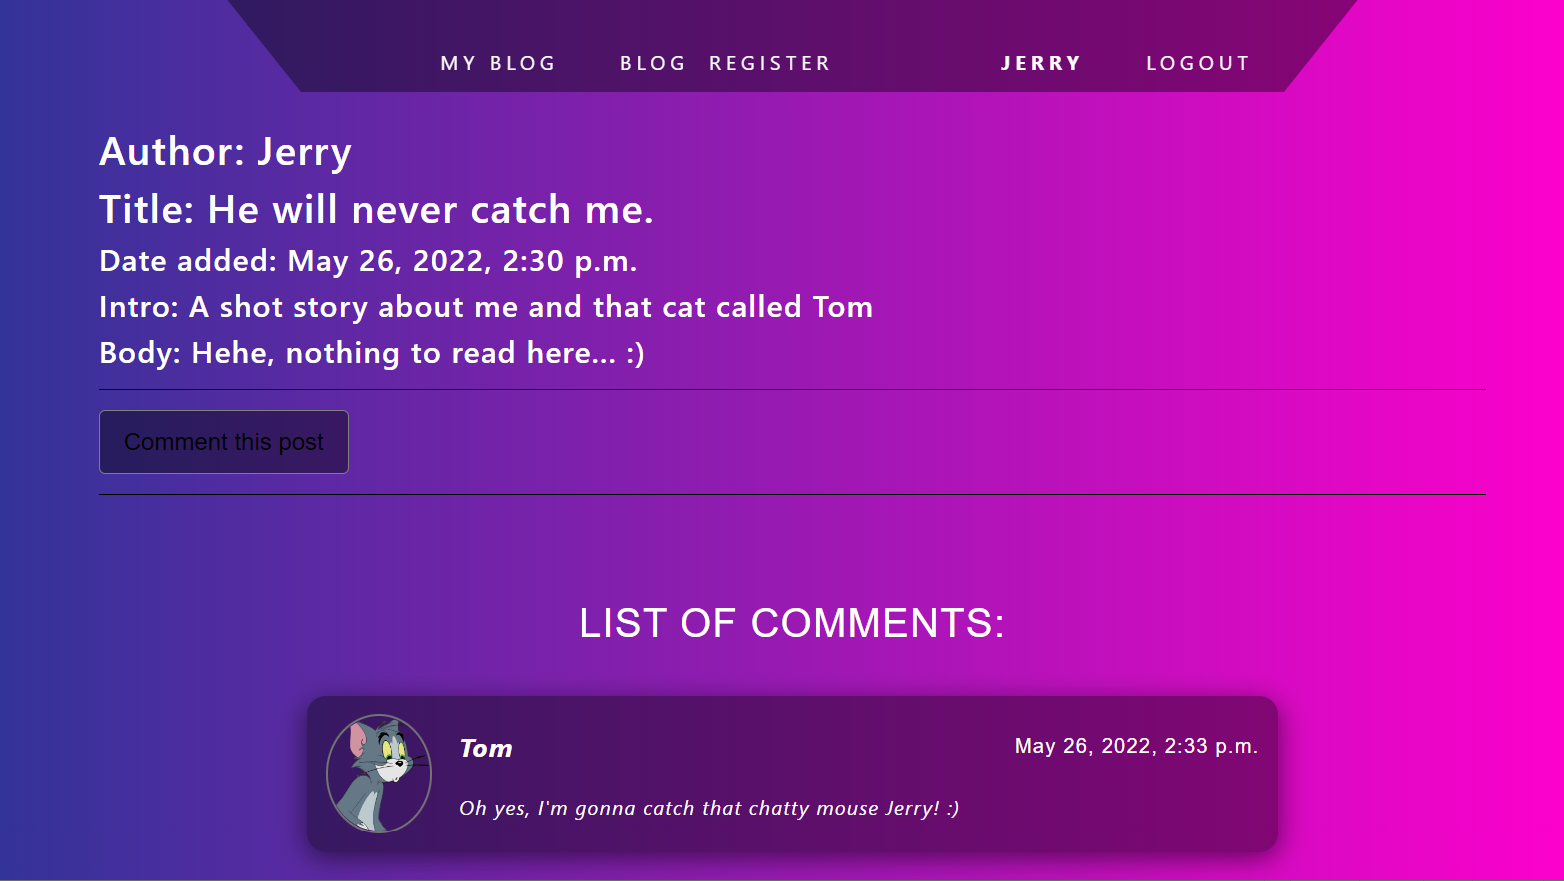 MY BLOG BLOG REGISTER JERRY LOGOUT
Author: Jerry
Title: He will never catch me.
Date added: May 26, 2022, 2:30 p.m.
Intro: A shot story about me and that cat called Tom
Body: Hehe, nothing to read here... :)
Comment this post
LIST OF COMMENTS:
Tom May 26, 2022, 2:33 p.m.
Oh yes, I'm gonna catch that chatty mouse Jerry! :)